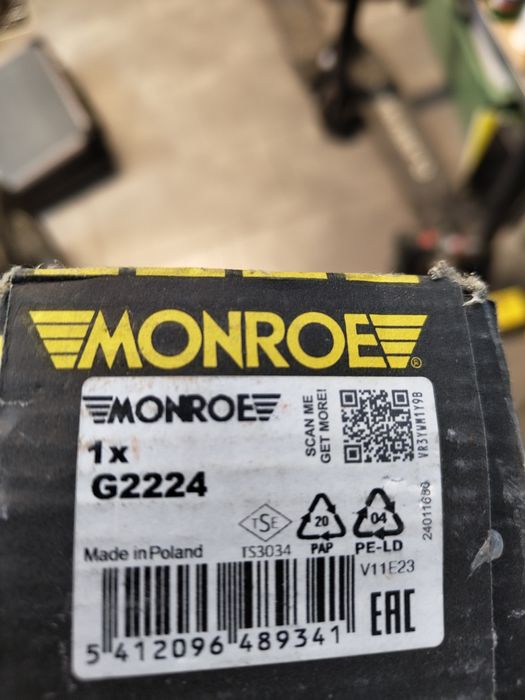 MONROE®
MONROE
SCAN ME
GET MORE!
VR3YWM1Y9B
1x
G2224
24011680
TSE
20
04
Made in Poland
TS3034
PAP
PE-LD
V11E23
5 412096 489341
EAC